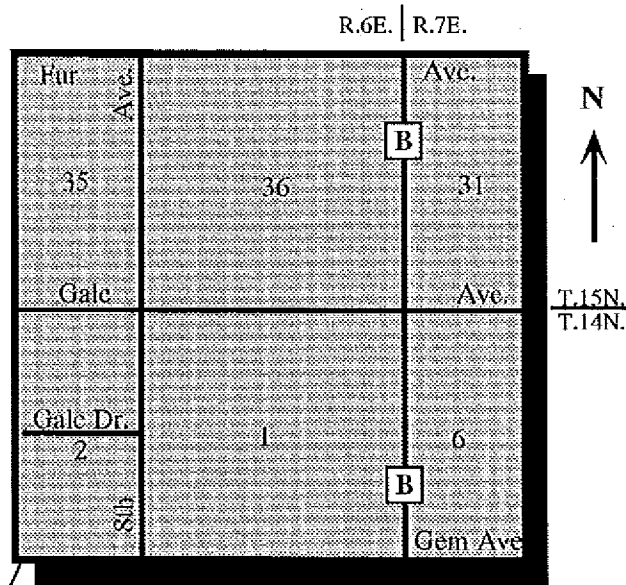 R.6E. R.7E.
Fur Ave. Ave.
N
B
35 36 31
Gale Ave.
T.15N.
T.14N.
Gale Dr.
2 1 6
B
8th
Gem Ave